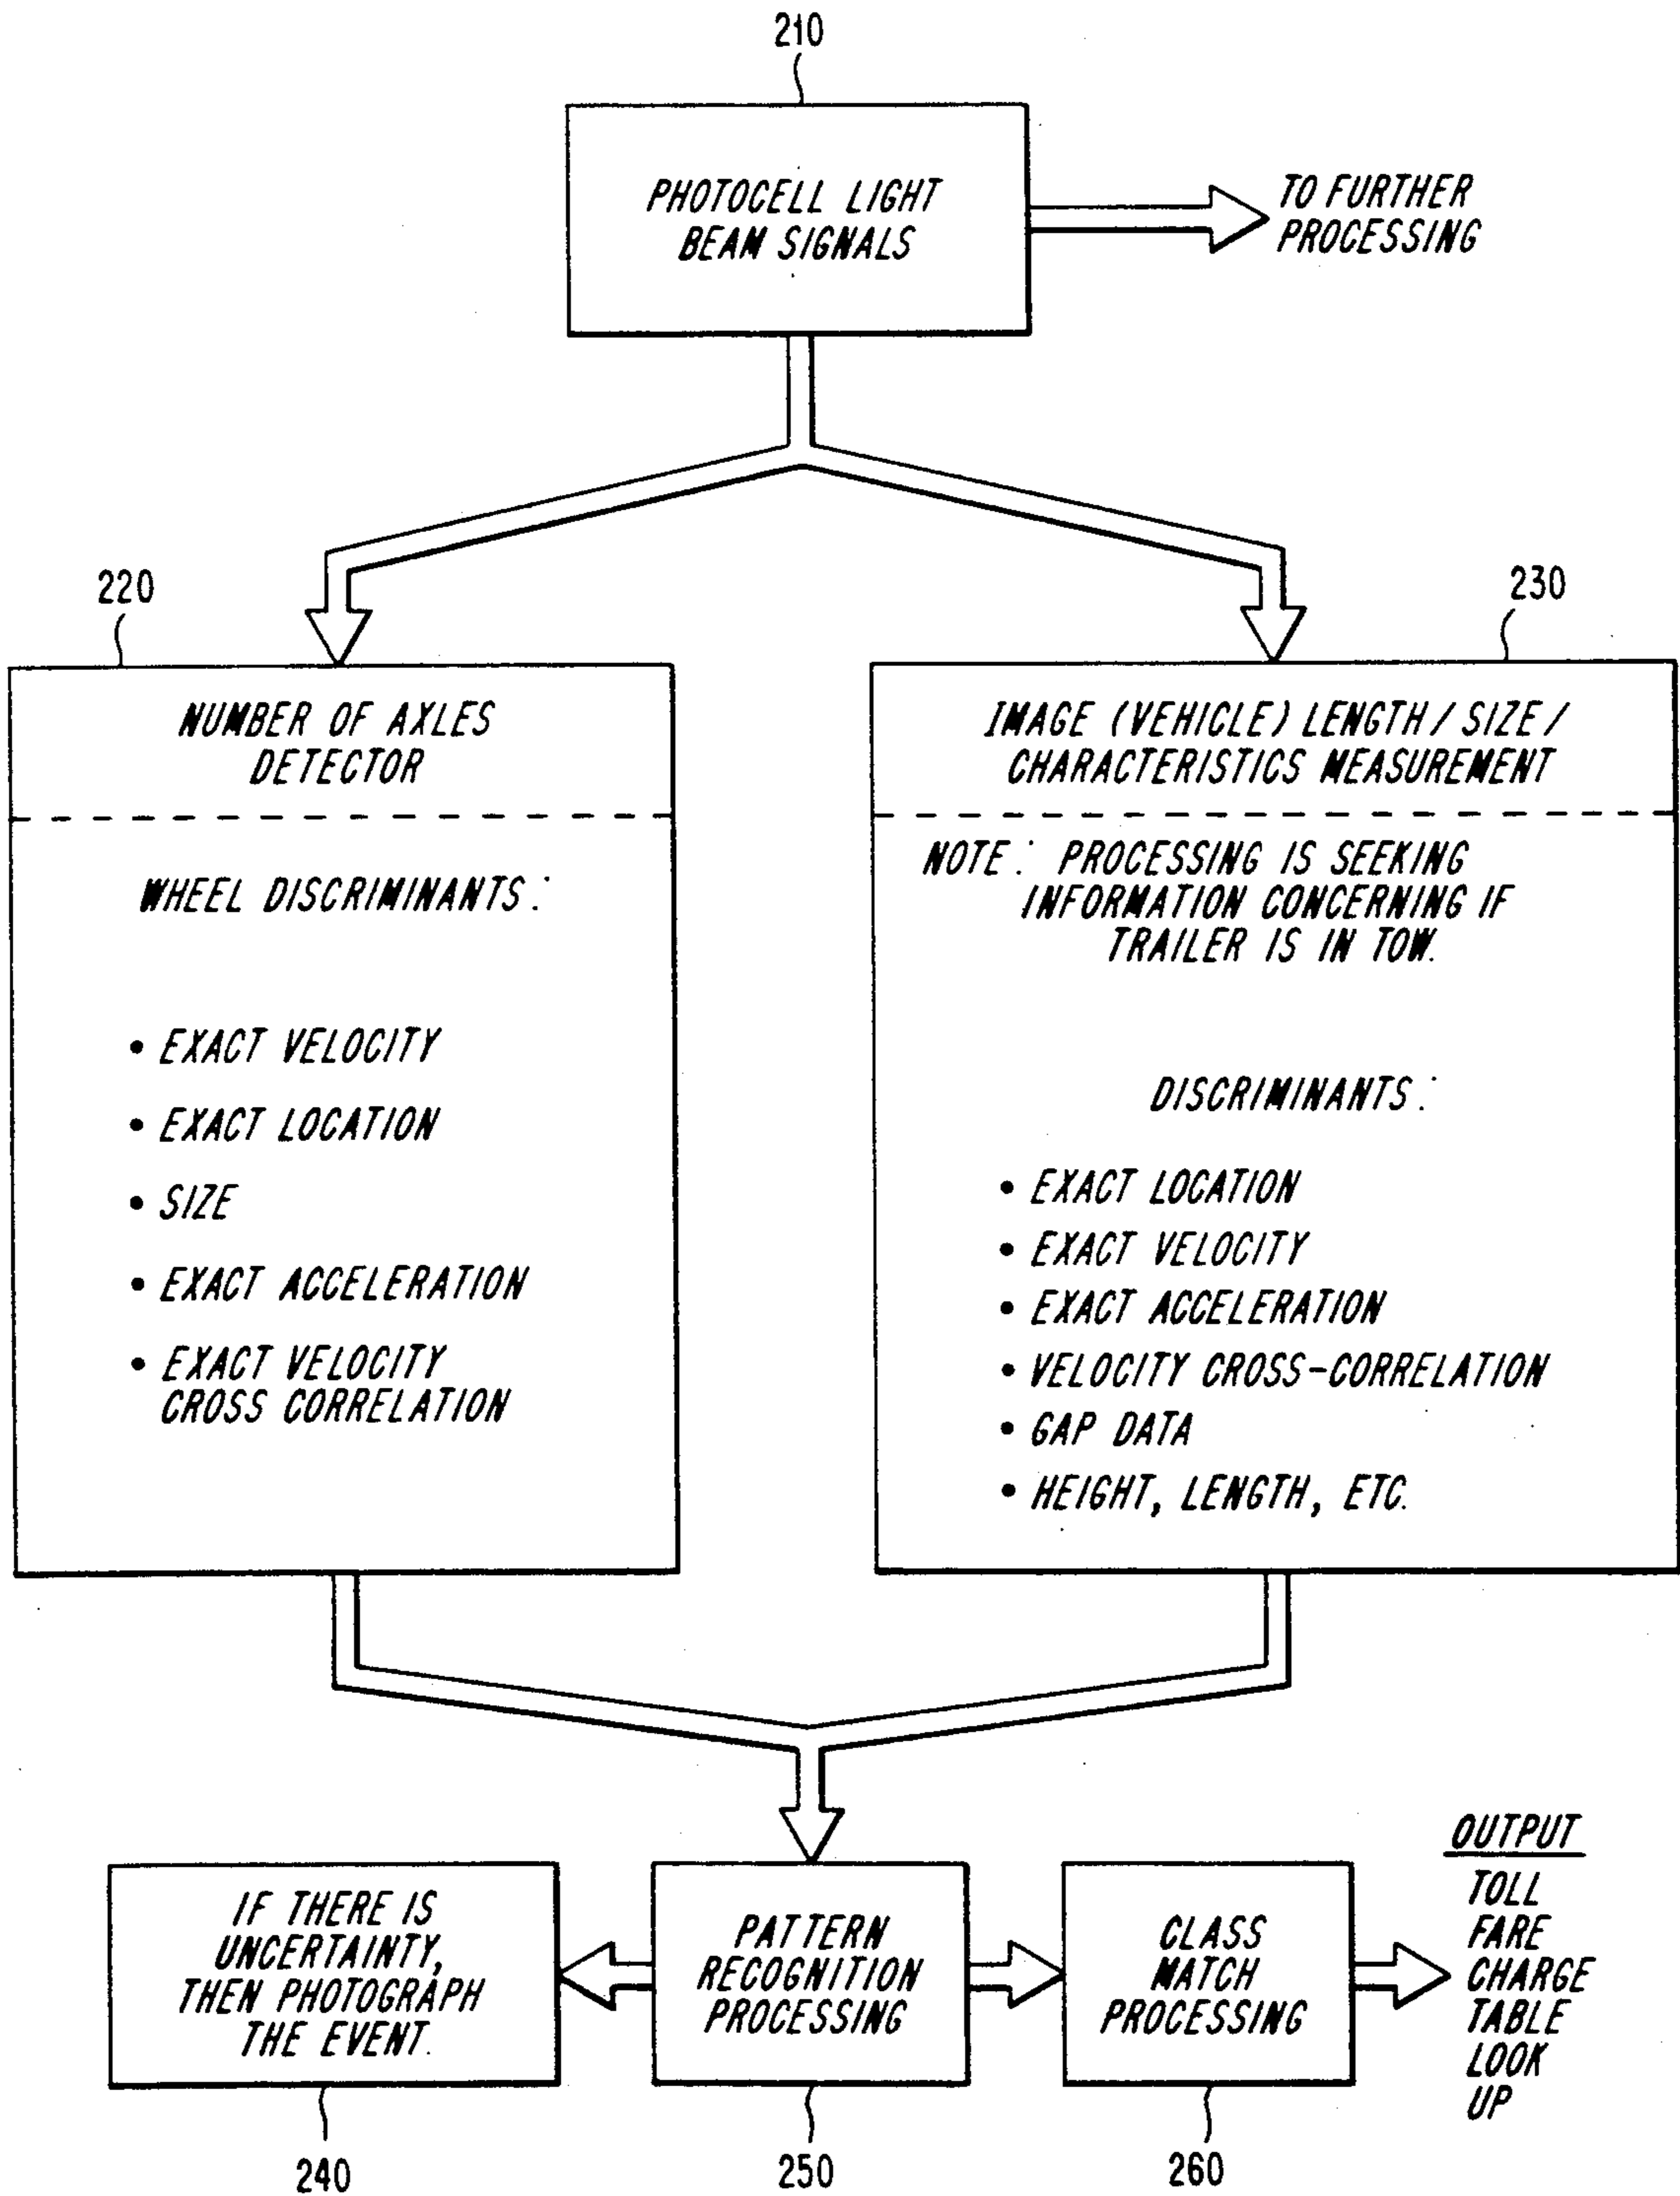 210
PHOTOCELL LIGHT
BEAM SIGNALS
TO FURTHER
PROCESSING
220
NUMBER OF AXLES
DETECTOR
WHEEL DISCRIMINANTS:
• EXACT VELOCITY
• EXACT LOCATION
• SIZE
• EXACT ACCELERATION
• EXACT VELOCITY
CROSS CORRELATION
230
IMAGE (VEHICLE) LENGTH / SIZE /
CHARACTERISTICS MEASUREMENT
NOTE: PROCESSING IS SEEKING
INFORMATION CONCERNING IF
TRAILER IS IN TOW.
DISCRIMINANTS:
• EXACT LOCATION
• EXACT VELOCITY
• EXACT ACCELERATION
• VELOCITY CROSS-CORRELATION
• GAP DATA
• HEIGHT, LENGTH, ETC.
IF THERE IS
UNCERTAINTY,
THEN PHOTOGRAPH
THE EVENT.
240
PATTERN
RECOGNITION
PROCESSING
250
CLASS
MATCH
PROCESSING
260
OUTPUT
TOLL
FARE
CHARGE
TABLE
LOOK
UP